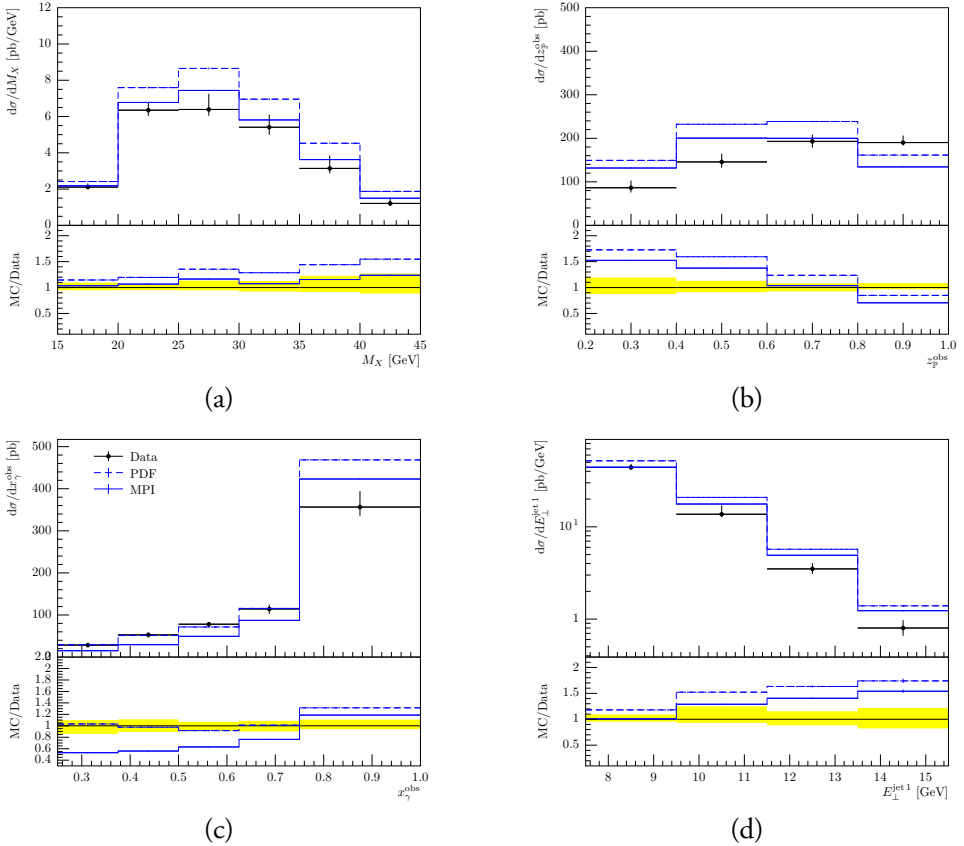 dσ/dM_X [pb/GeV]
12
10
8
6
4
2
0
MC/Data
2
1.5
1
0.5
15 20 25 30 35 40 45
M_X [GeV]
(a)
dσ/dz_ℙ^obs [pb]
500
400
300
200
100
0
MC/Data
2
1.5
1
0.5
0.2 0.3 0.4 0.5 0.6 0.7 0.8 0.9 1.0
z_ℙ^obs
(b)
dσ/dx_γ^obs [pb]
500
400
300
200
100
Data
PDF
MPI
MC/Data
2
1.8
1.6
1.4
1.2
1
0.8
0.6
0.4
0.3 0.4 0.5 0.6 0.7 0.8 0.9 1.0
x_γ^obs
(c)
dσ/dE_⊥^jet 1 [pb/GeV]
10^1
1
MC/Data
2
1.5
1
0.5
8 9 10 11 12 13 14 15
E_⊥^jet 1 [GeV]
(d)